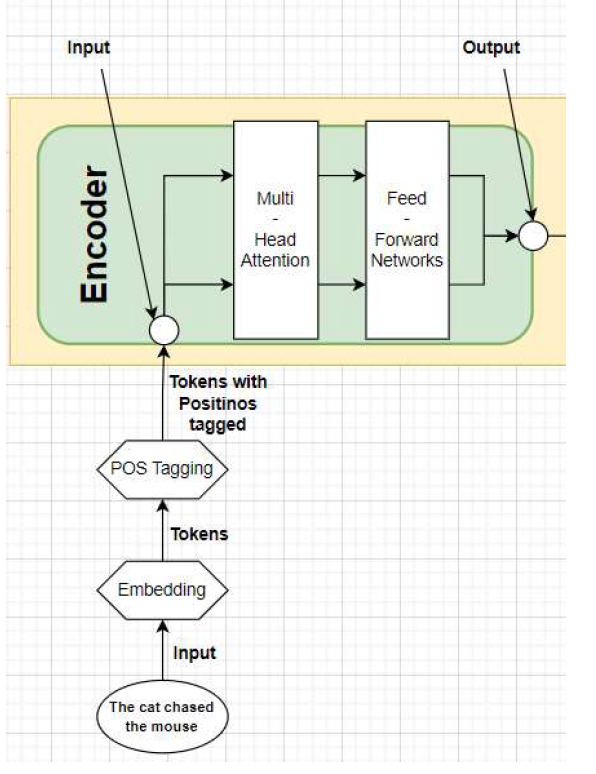 Input
Output
Encoder
Multi
-
Head
Attention
Feed
-
Forward
Networks
Tokens with
Positinos
tagged
POS Tagging
Tokens
Embedding
Input
The cat chased
the mouse